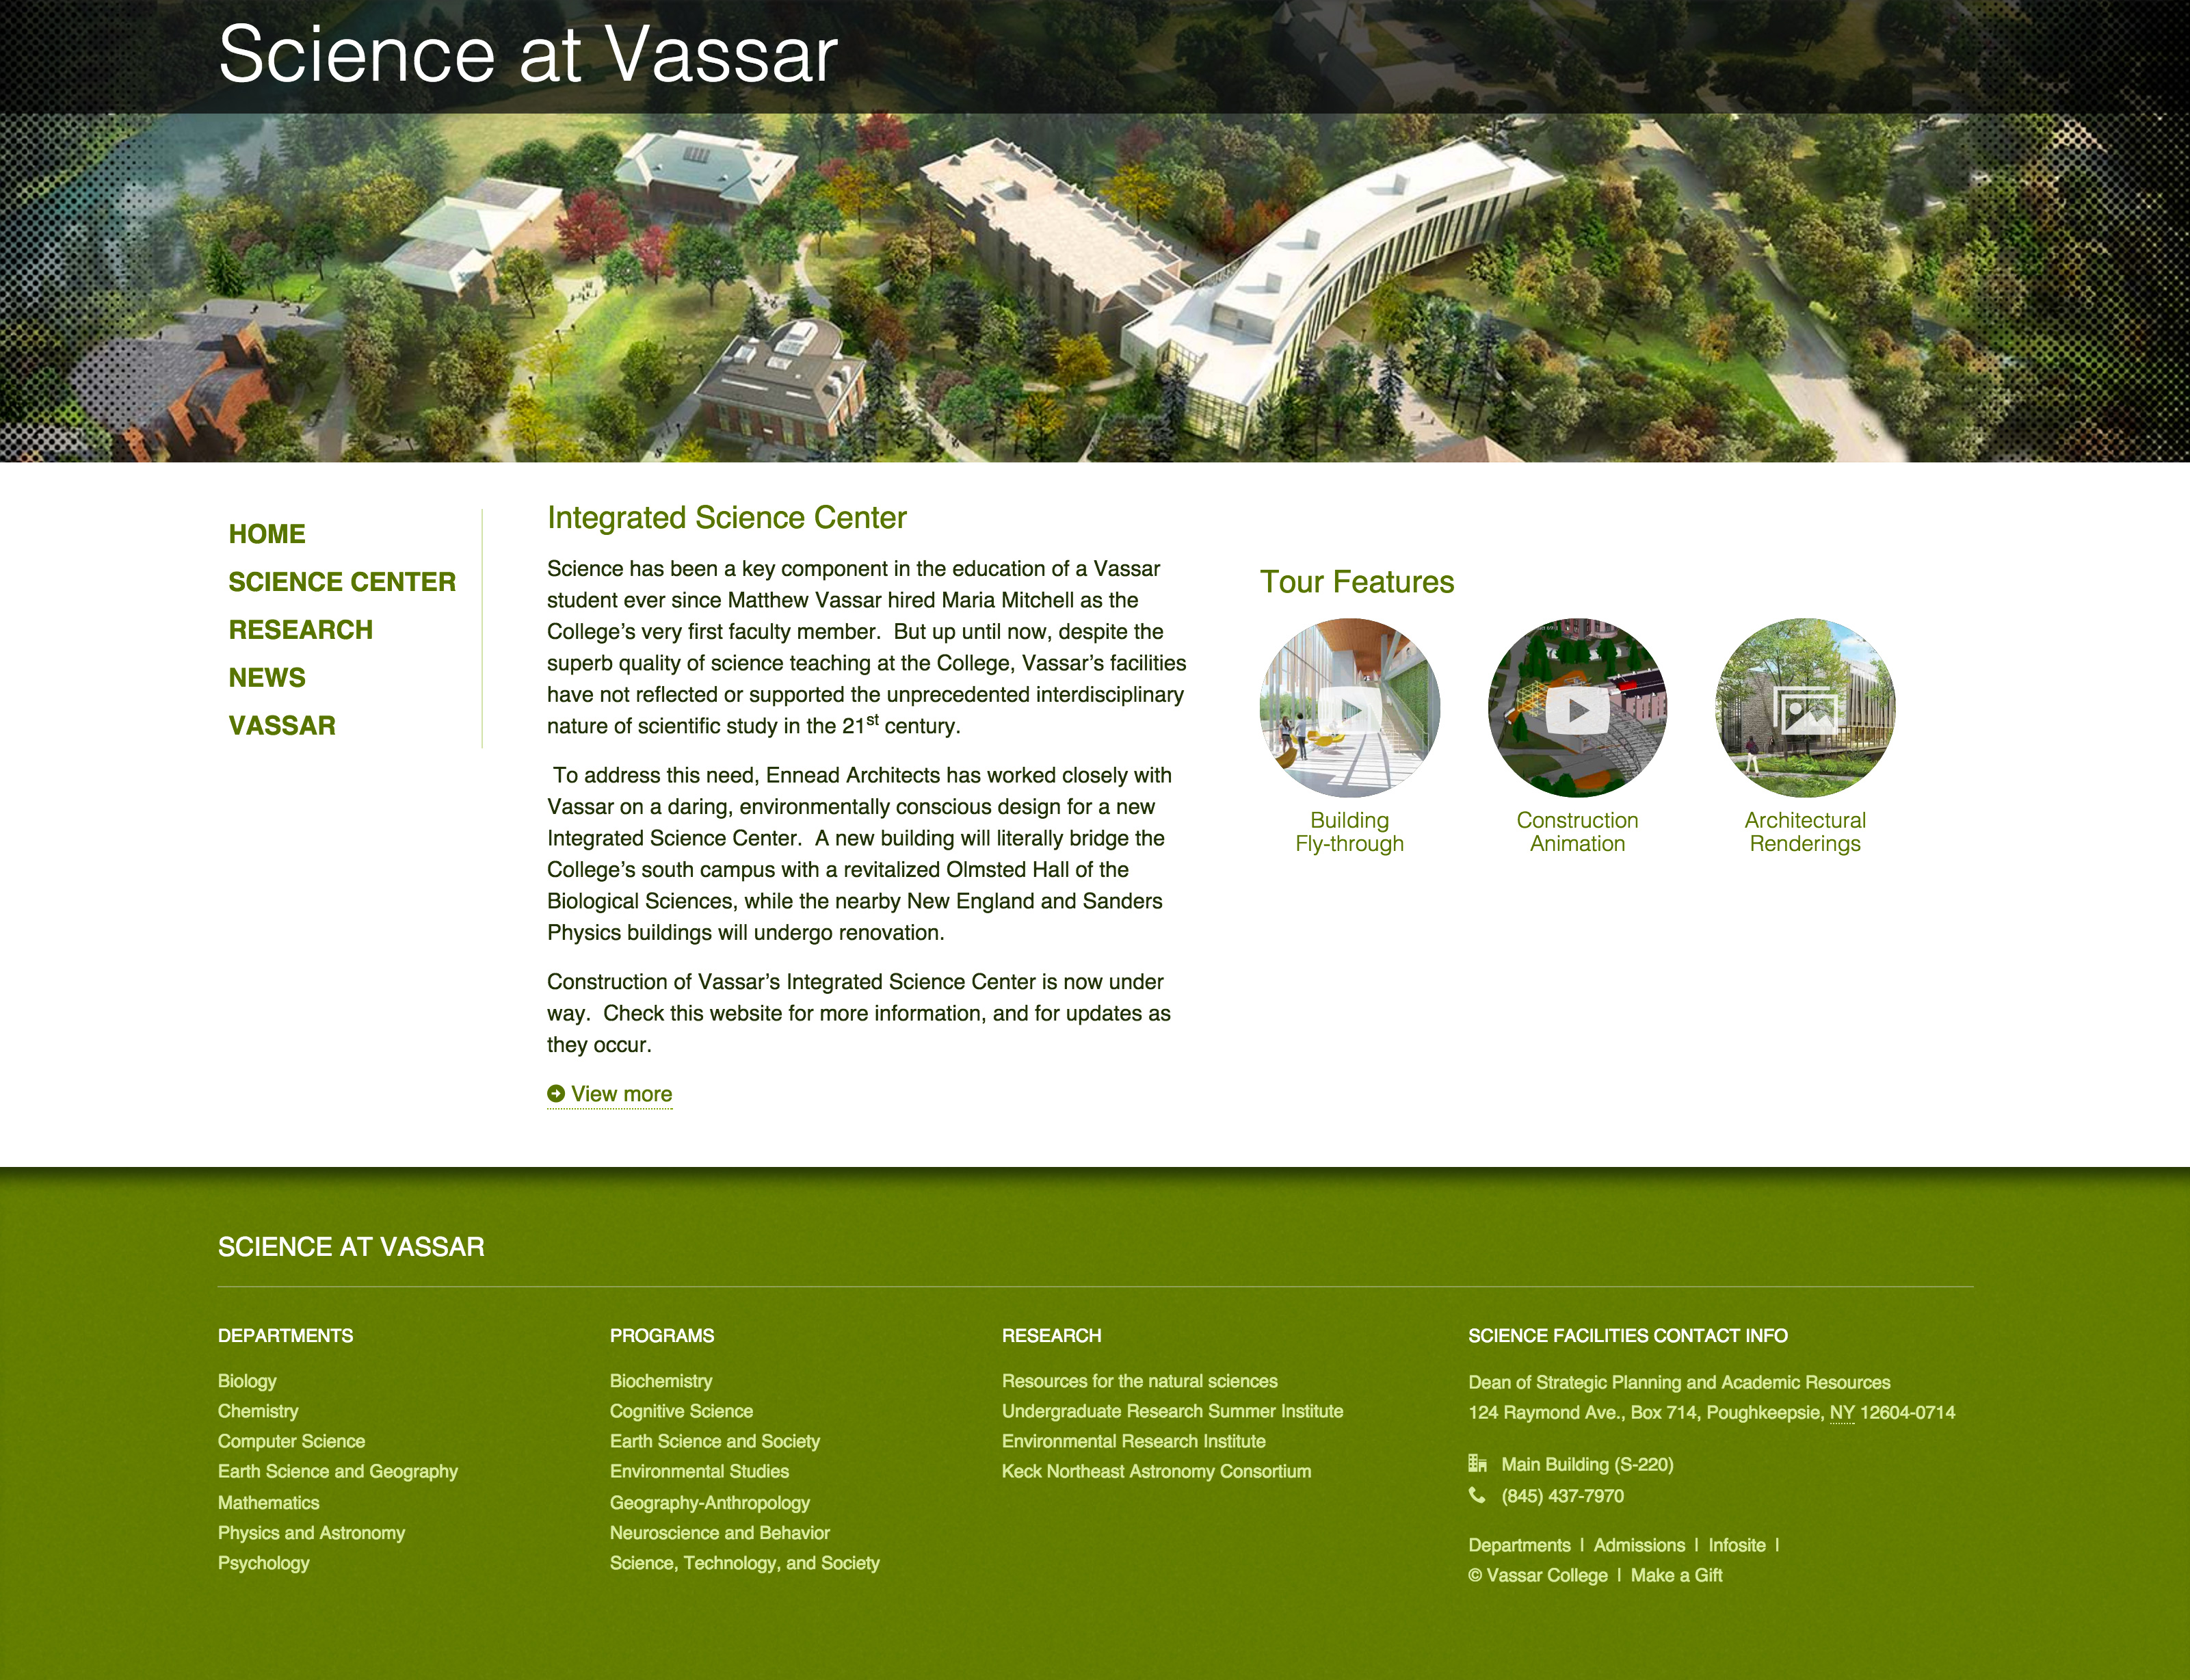 Science at Vassar
HOME
SCIENCE CENTER
RESEARCH
NEWS
VASSAR
Integrated Science Center
Science has been a key component in the education of a Vassar
student ever since Matthew Vassar hired Maria Mitchell as the
College’s very first faculty member.  But up until now, despite the
superb quality of science teaching at the College, Vassar’s facilities
have not reflected or supported the unprecedented interdisciplinary
nature of scientific study in the 21st century.
To address this need, Ennead Architects has worked closely with
Vassar on a daring, environmentally conscious design for a new
Integrated Science Center.  A new building will literally bridge the
College’s south campus with a revitalized Olmsted Hall of the
Biological Sciences, while the nearby New England and Sanders
Physics buildings will undergo renovation.
Construction of Vassar’s Integrated Science Center is now under
way.  Check this website for more information, and for updates as
they occur.
View more
Tour Features
Building
Fly-through
Construction
Animation
Architectural
Renderings
SCIENCE AT VASSAR
DEPARTMENTS
Biology
Chemistry
Computer Science
Earth Science and Geography
Mathematics
Physics and Astronomy
Psychology
PROGRAMS
Biochemistry
Cognitive Science
Earth Science and Society
Environmental Studies
Geography-Anthropology
Neuroscience and Behavior
Science, Technology, and Society
RESEARCH
Resources for the natural sciences
Undergraduate Research Summer Institute
Environmental Research Institute
Keck Northeast Astronomy Consortium
SCIENCE FACILITIES CONTACT INFO
Dean of Strategic Planning and Academic Resources
124 Raymond Ave., Box 714, Poughkeepsie, NY 12604-0714
Main Building (S-220)
(845) 437-7970
Departments | Admissions | Infosite |
© Vassar College | Make a Gift